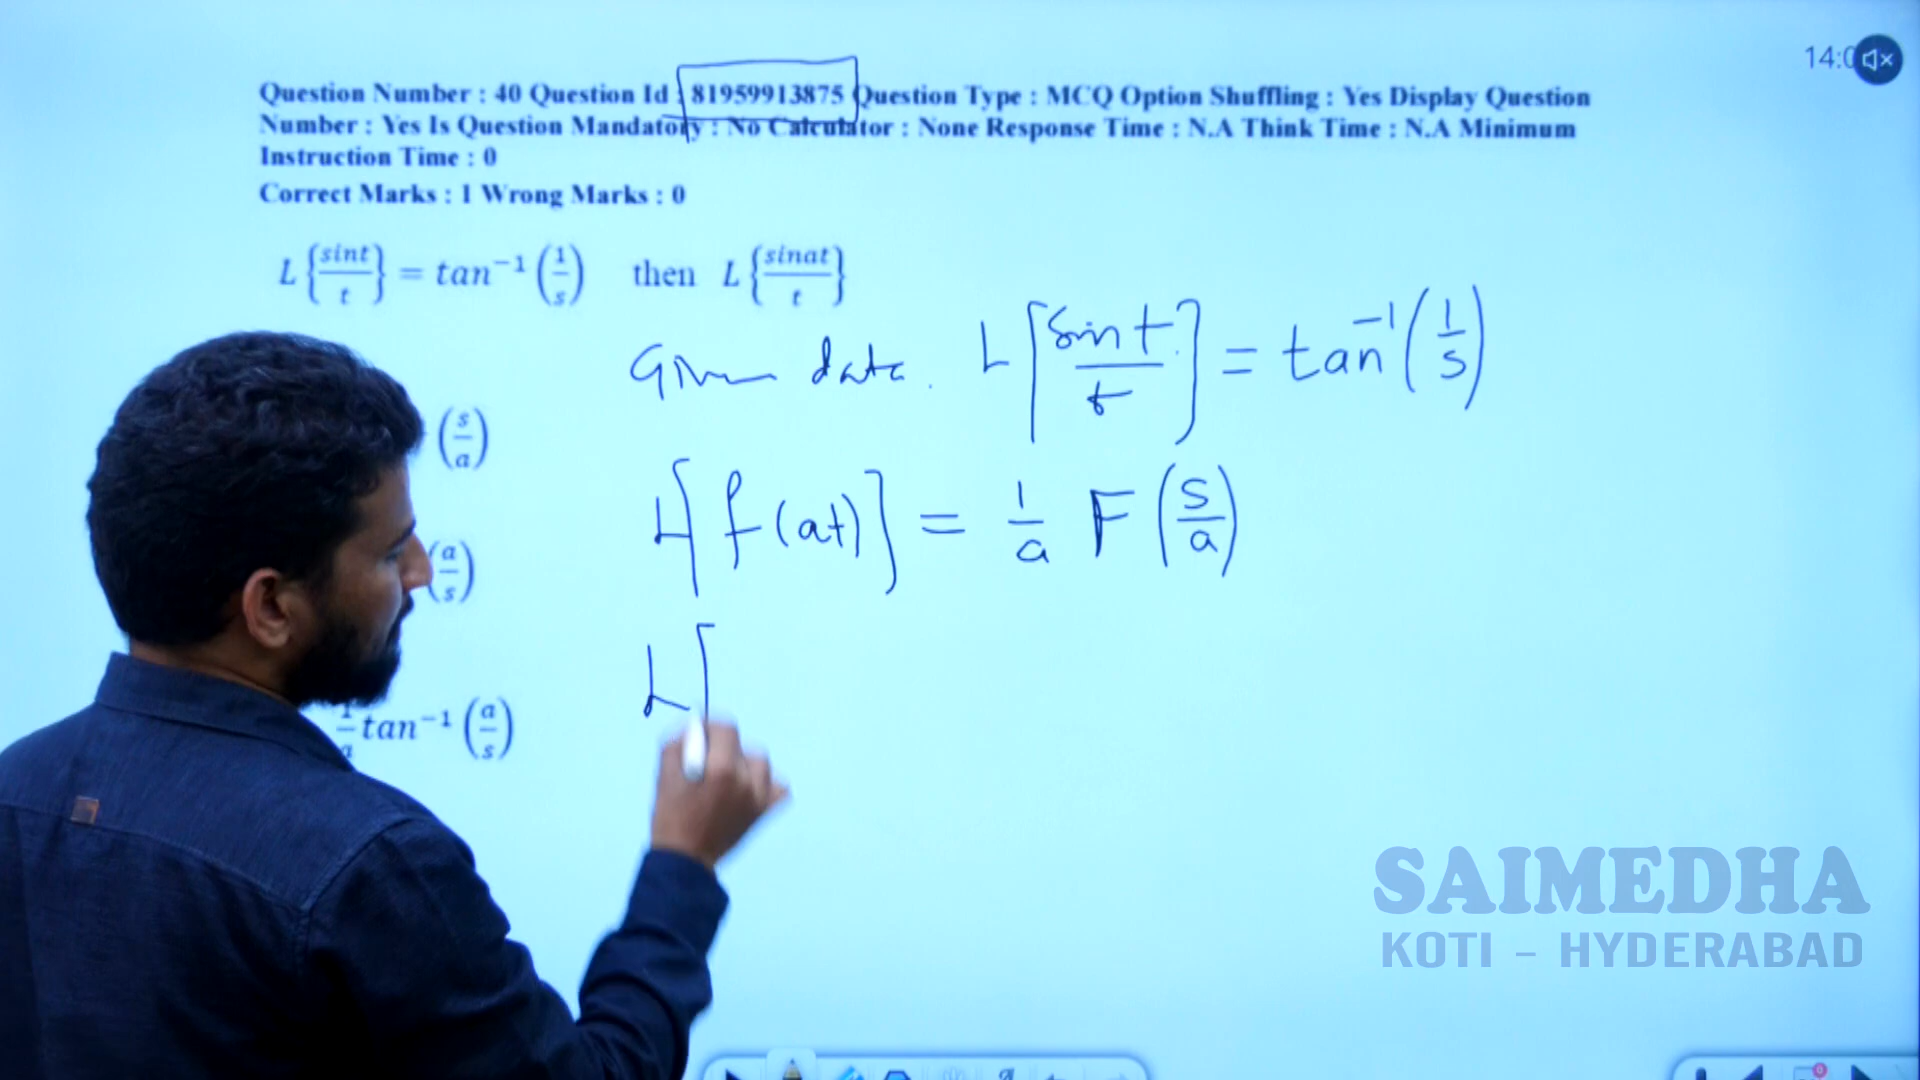 14:0
Question Number : 40 Question Id : 81959913875 Question Type : MCQ Option Shuffling : Yes Display Question
Number : Yes Is Question Mandatory : No Calculator : None Response Time : N.A Think Time : N.A Minimum
Instruction Time : 0
Correct Marks : 1 Wrong Marks : 0
L{sint/t} = tan⁻¹(1/s) then L{sinat/t}
Given data. L[sin t/t] = tan⁻¹(1/s)
(s/a)
L[f(at)] = 1/a F(s/a)
(a/s)
L[
1/a tan⁻¹(a/s)
SAIMEDHA
KOTI - HYDERABAD